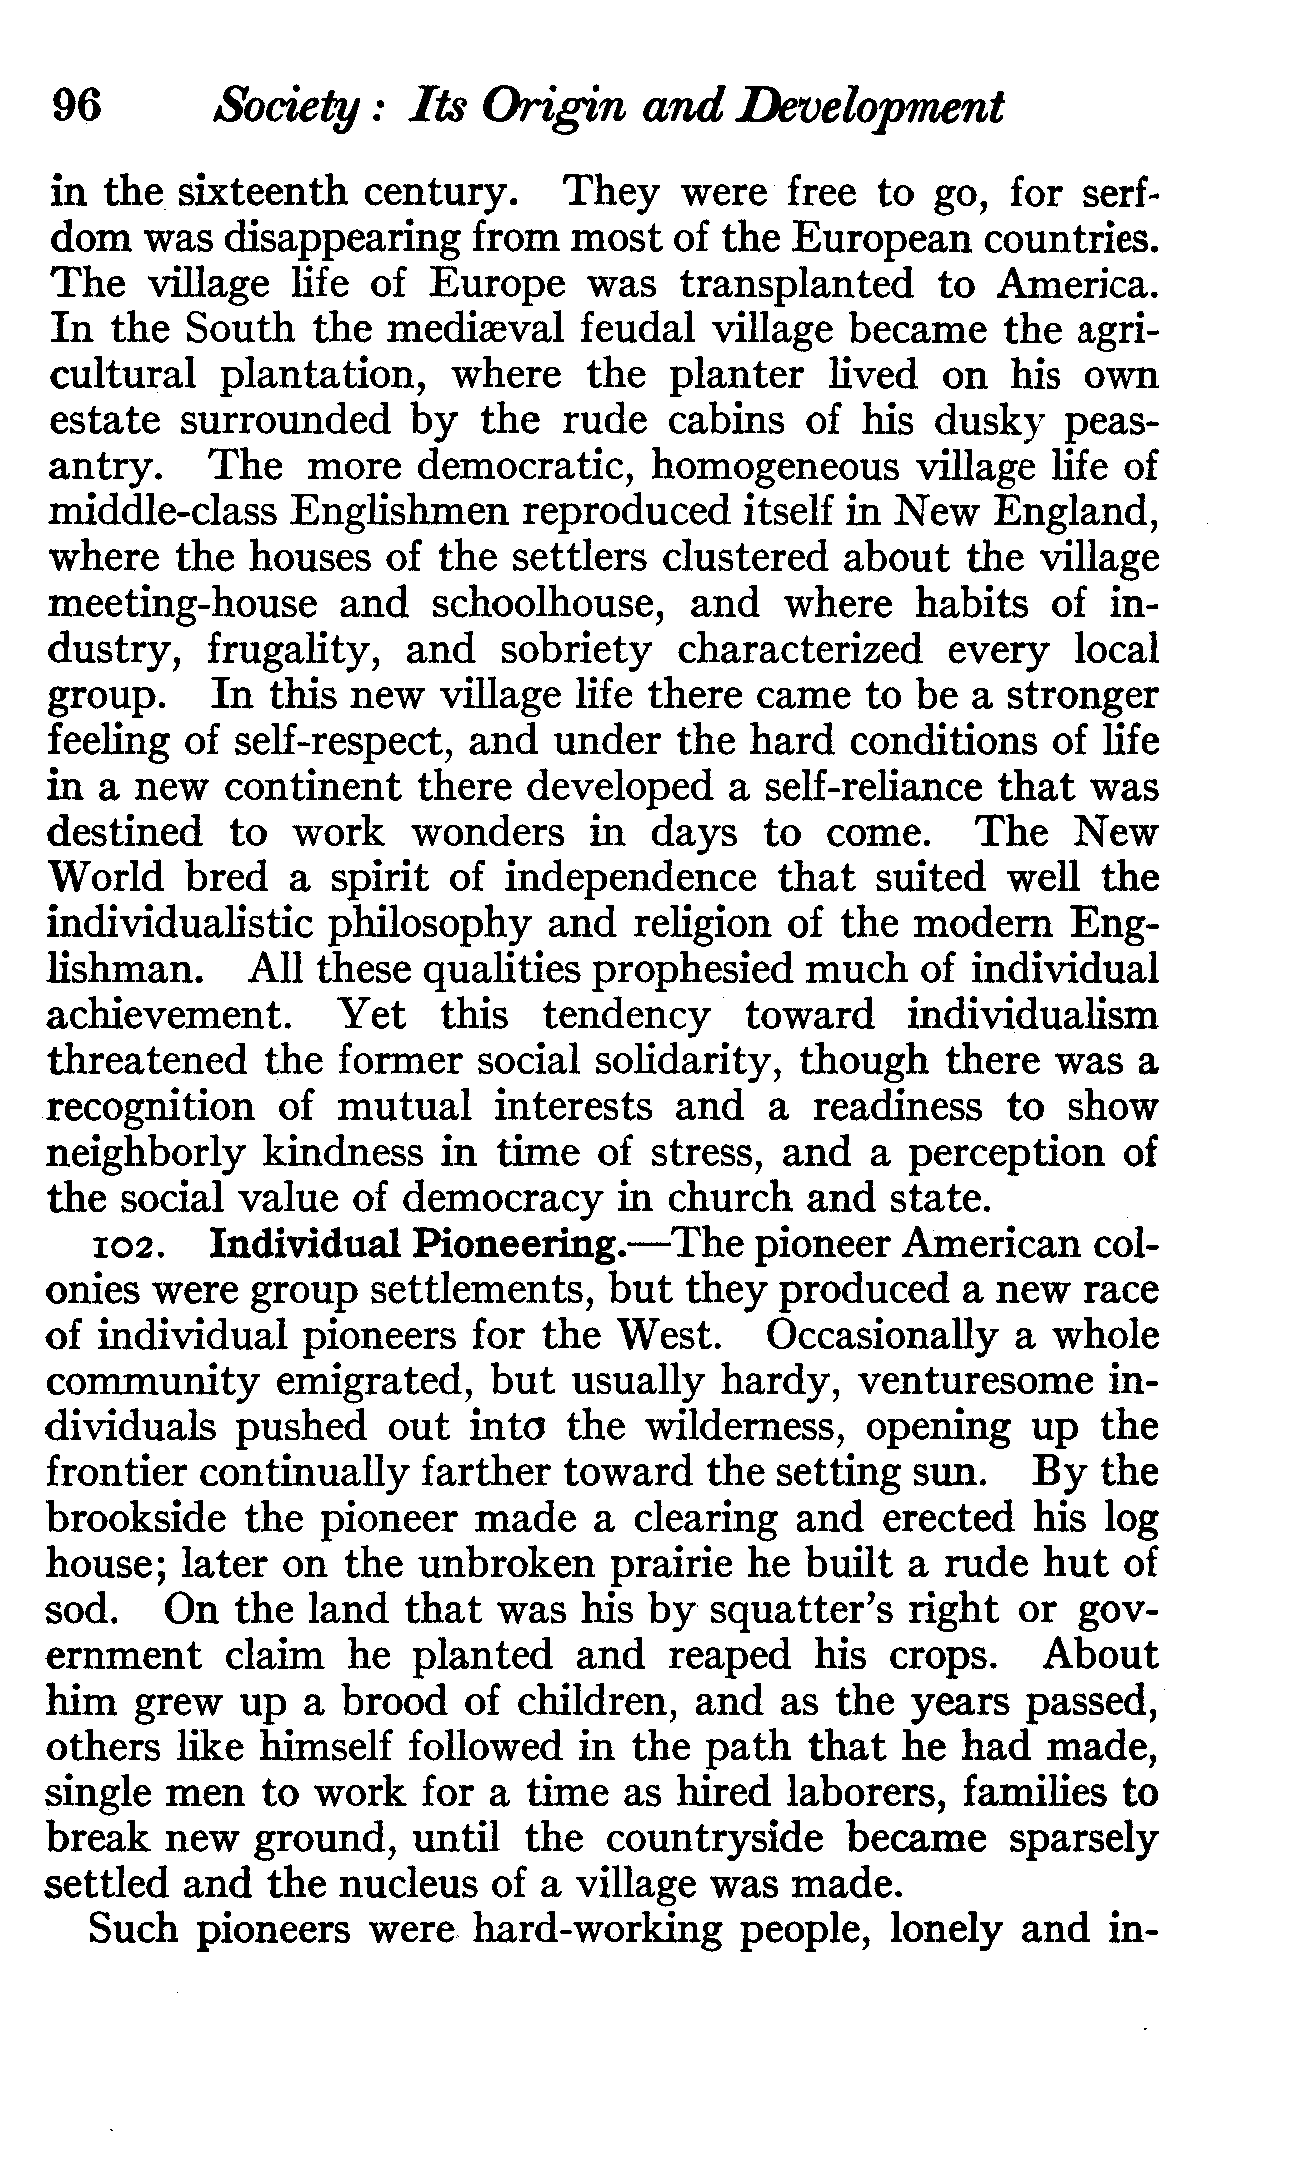 96 Society : Its Origin and Development
in the sixteenth century. They were free to go, for serf-
dom was disappearing from most of the European countries.
The village life of Europe was transplanted to America.
In the South the mediæval feudal village became the agri-
cultural plantation, where the planter lived on his own
estate surrounded by the rude cabins of his dusky peas-
antry. The more democratic, homogeneous village life of
middle-class Englishmen reproduced itself in New England,
where the houses of the settlers clustered about the village
meeting-house and schoolhouse, and where habits of in-
dustry, frugality, and sobriety characterized every local
group. In this new village life there came to be a stronger
feeling of self-respect, and under the hard conditions of life
in a new continent there developed a self-reliance that was
destined to work wonders in days to come. The New
World bred a spirit of independence that suited well the
individualistic philosophy and religion of the modern Eng-
lishman. All these qualities prophesied much of individual
achievement. Yet this tendency toward individualism
threatened the former social solidarity, though there was a
recognition of mutual interests and a readiness to show
neighborly kindness in time of stress, and a perception of
the social value of democracy in church and state.
102. Individual Pioneering.—The pioneer American col-
onies were group settlements, but they produced a new race
of individual pioneers for the West. Occasionally a whole
community emigrated, but usually hardy, venturesome in-
dividuals pushed out into the wilderness, opening up the
frontier continually farther toward the setting sun. By the
brookside the pioneer made a clearing and erected his log
house; later on the unbroken prairie he built a rude hut of
sod. On the land that was his by squatter's right or gov-
ernment claim he planted and reaped his crops. About
him grew up a brood of children, and as the years passed,
others like himself followed in the path that he had made,
single men to work for a time as hired laborers, families to
break new ground, until the countryside became sparsely
settled and the nucleus of a village was made.
Such pioneers were hard-working people, lonely and in-